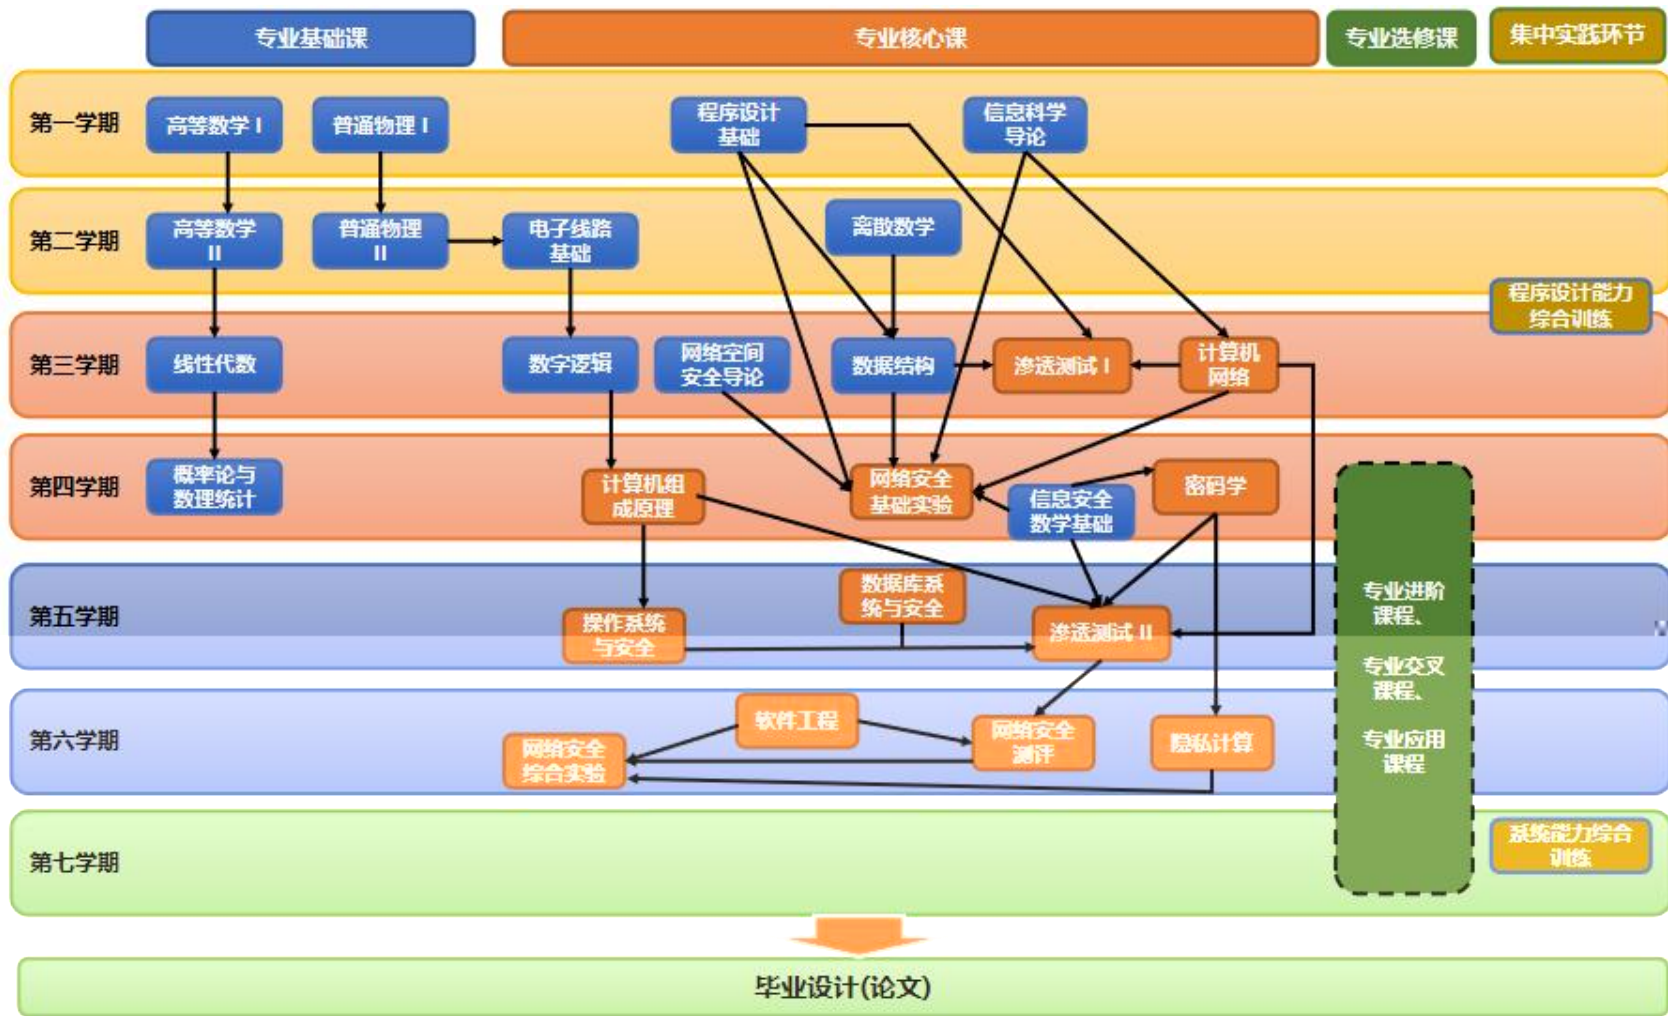 专业基础课
专业核心课
专业选修课
集中实践环节
第一学期
高等数学 I
普通物理 I
程序设计
基础
信息科学
导论
第二学期
高等数学
II
普通物理
II
电子线路
基础
离散数学
程序设计能力
综合训练
第三学期
线性代数
数字逻辑
网络空间
安全导论
数据结构
渗透测试 I
计算机
网络
第四学期
概率论与
数理统计
计算机组
成原理
网络安全
基础实验
信息安全
数学基础
密码学
第五学期
操作系统
与安全
数据库系
统与安全
渗透测试 II
专业进阶
课程、
专业交叉
课程、
专业应用
课程
第六学期
网络安全
综合实验
软件工程
网络安全
测评
隐私计算
第七学期
系统能力综合
训练
毕业设计(论文)